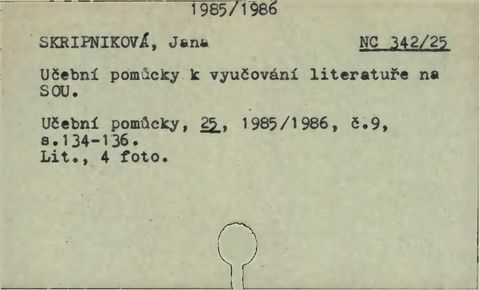 1985/1986
SKRIPNIKOVÁ, Jana NC 342/25
Učební pomůcky k vyučování literatuře na
SOU.
Učební pomůcky, 25, 1985/1986, č.9,
s.134-136.
Lit., 4 foto.